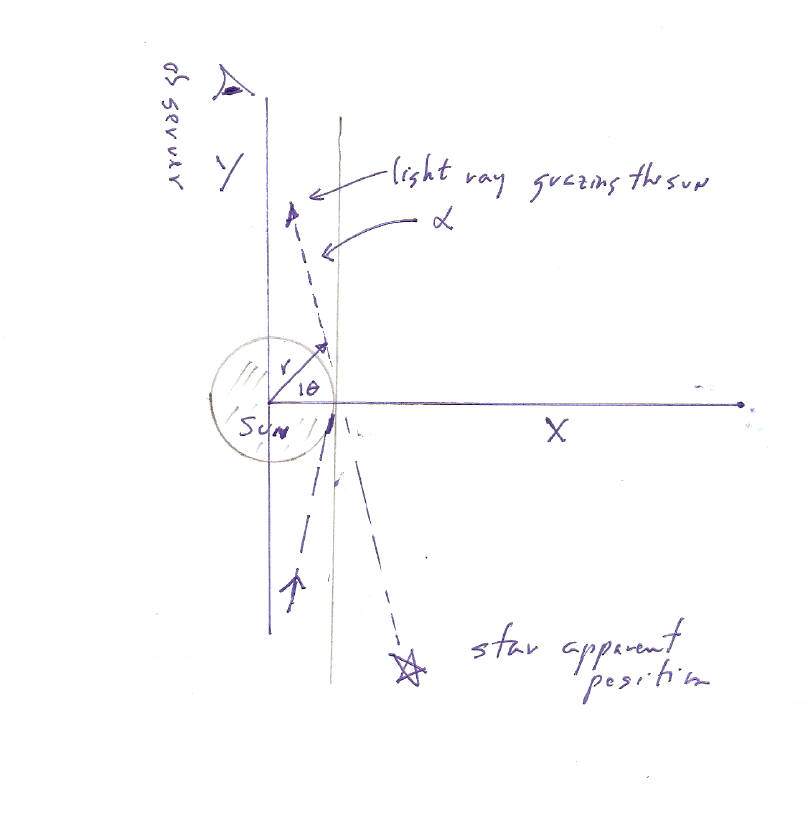 observer
Y
light ray grazing the sun
α
r
θ
SUN
X
star apparent
position